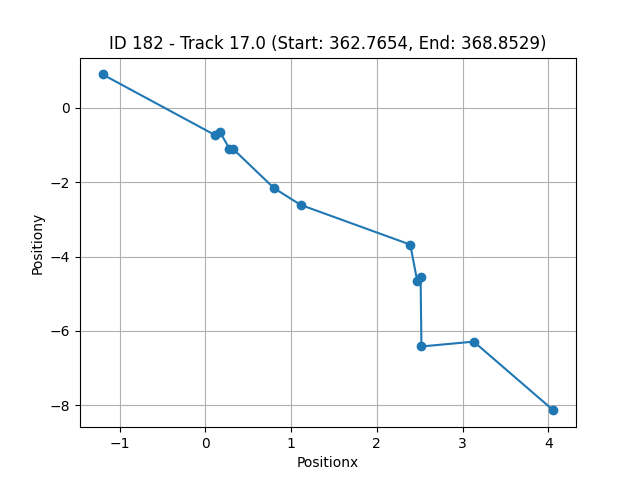 ID 182 - Track 17.0 (Start: 362.7654, End: 368.8529)
0
−2
−4
−6
−8
Positiony
−1 0 1 2 3 4
Positionx